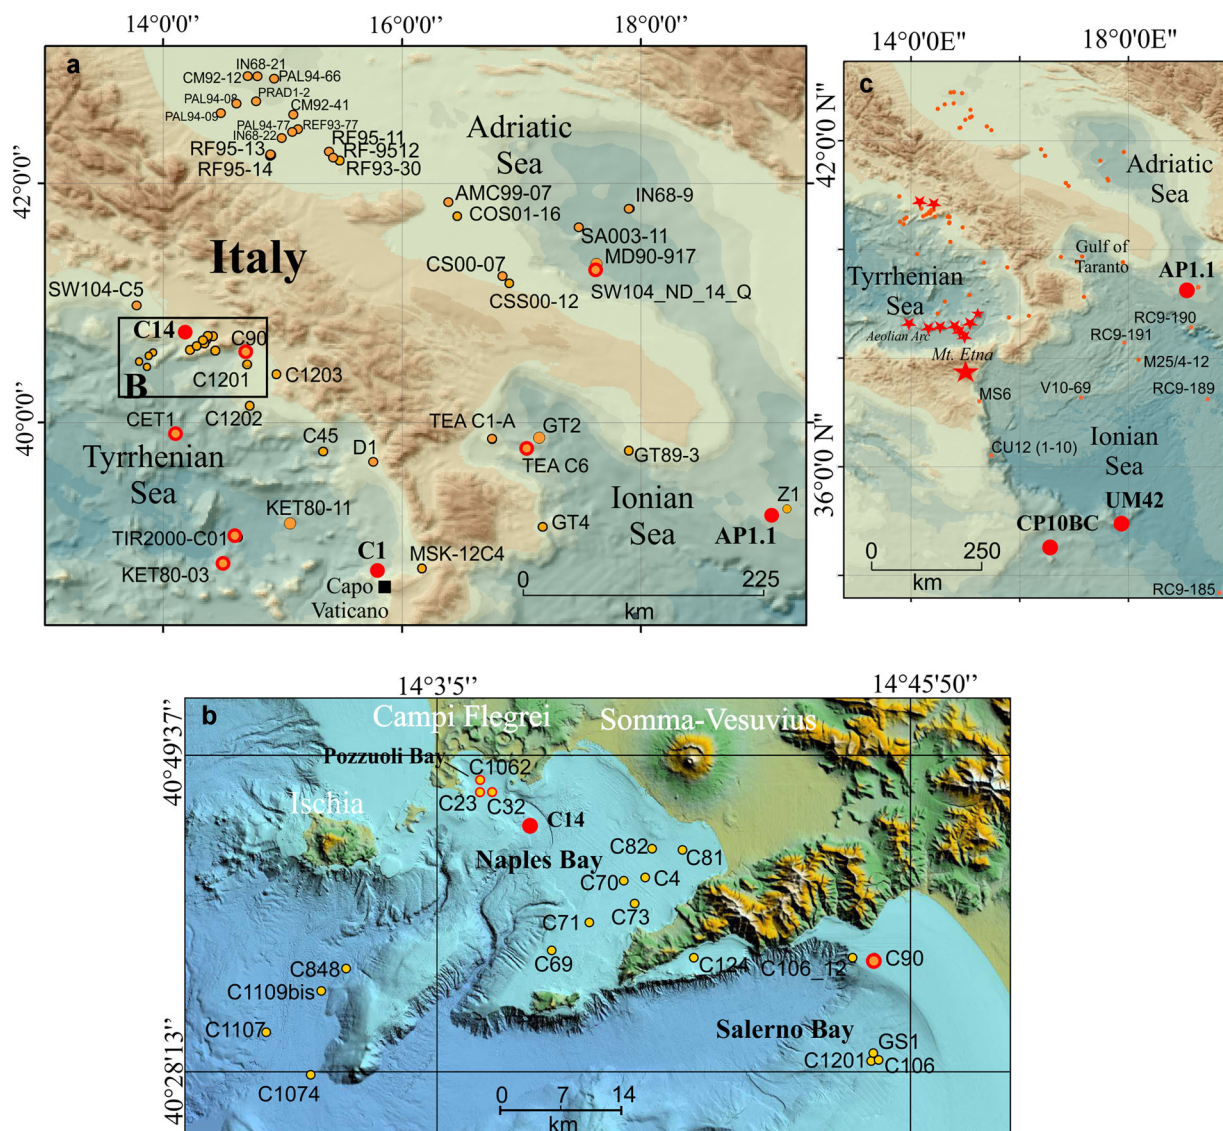 14°0'0''
16°0'0''
18°0'0''
14°0'0E"
18°0'0E"
a
IN68-21
CM92-12
PAL94-66
PRAD1-2
PAL94-08
CM92-41
PAL94-09
PAL94-77
REF93-77
IN68-22
RF95-11
RF95-13
RF-9512
RF95-14
RF93-30
Adriatic
Sea
42°0'0
AMC99-07
IN68-9
COS01-16
Italy
SA003-11
CS00-07
MD90-917
CSS00-12
SW104_ND_14_Q
SW104-C5
C14
C90
B
C1201
C1203
C1202
CET1
TEA C1-A
GT2
40°0'0
C45
D1
TEA C6
GT89-3
Tyrrhenian
Sea
KET80-11
Ionian
Sea
Z1
TIR2000-C01
GT4
AP1.1
KET80-03
C1
MSK-12C4
Capo
Vaticano
0
225
km
c
42°0'0 N"
Adriatic
Sea
Gulf of
Taranto
Tyrrhenian
Sea
AP1.1
RC9-190
Aeolian Arc
RC9-191
Mt. Etna
M25/4-12
MS6
V10-69
RC9-189
CU12 (1-10)
Ionian
Sea
36°0'0 N"
UM42
CP10BC
0
250
km
RC9-185
14°3'5''
14°45'50''
b
Campi Flegrei
Somma-Vesuvius
Pozzuoli Bay
40°49'37''
C1062
Ischia
C23
C32
C14
C82
C81
Naples Bay
C70
C4
C73
C71
C69
C124
C106_12
C90
C848
C1109bis
C1107
Salerno Bay
GS1
C1201
C106
40°28'13''
C1074
0
7
14
km